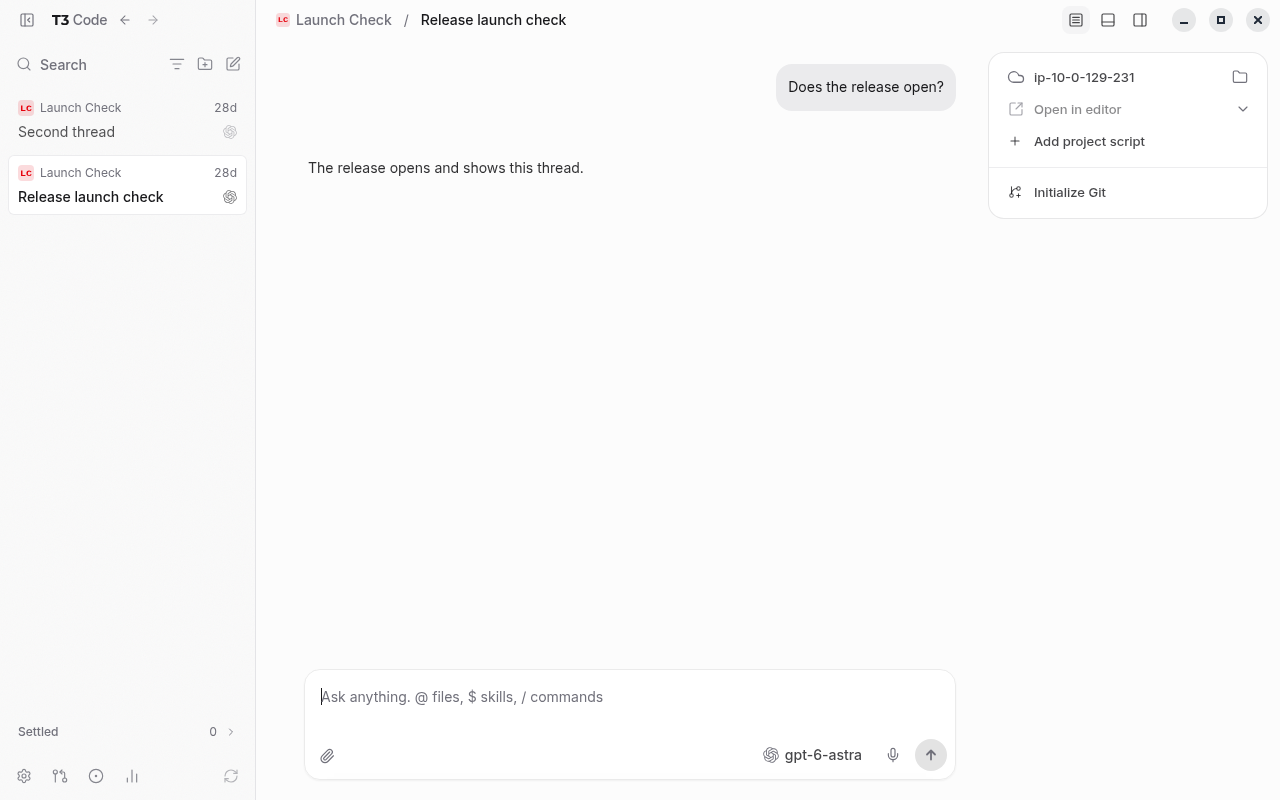 T3 Code
LC Launch Check / Release launch check
Search
LC Launch Check 28d
Second thread
LC Launch Check 28d
Release launch check
Does the release open?
The release opens and shows this thread.
ip-10-0-129-231
Open in editor
Add project script
Initialize Git
Ask anything. @ files, $ skills, / commands
gpt-6-astra
Settled 0